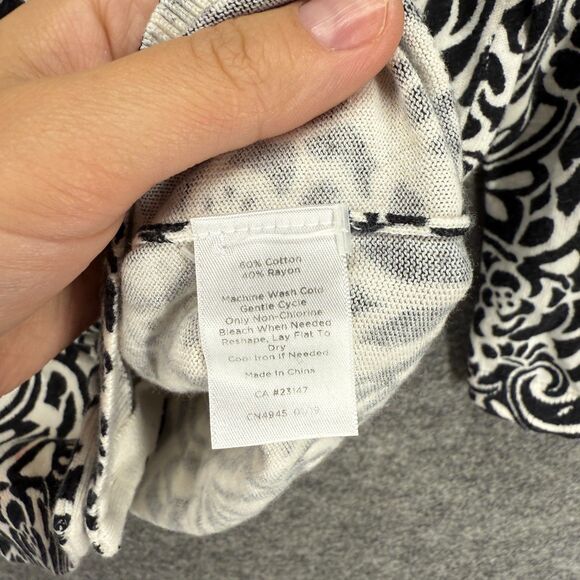 60% Cotton
40% Rayon
Machine Wash Cold
Gentle Cycle
Only Non-Chlorine
Bleach When Needed
Reshape, Lay Flat To
Dry
Cool Iron If Needed
Made In China
CA #23147
CN4945 01/19